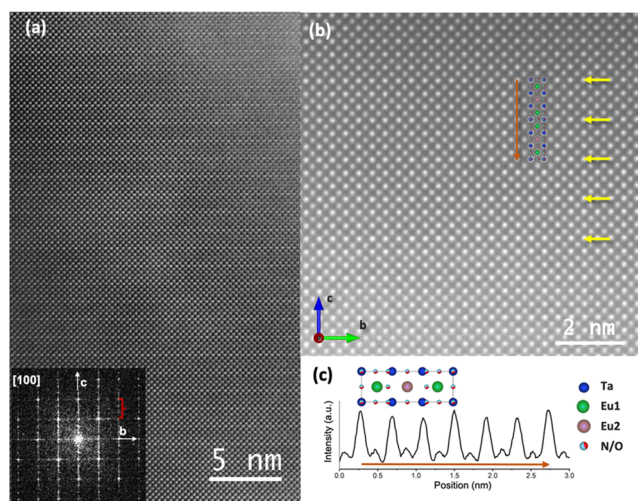 (a)
[100]
c
b
5 nm
(b)
c
b
2 nm
(c)
Ta
Eu1
Eu2
N/O
Intensity (a.u.)
0.0 0.5 1.0 1.5 2.0 2.5 3.0
Position (nm)